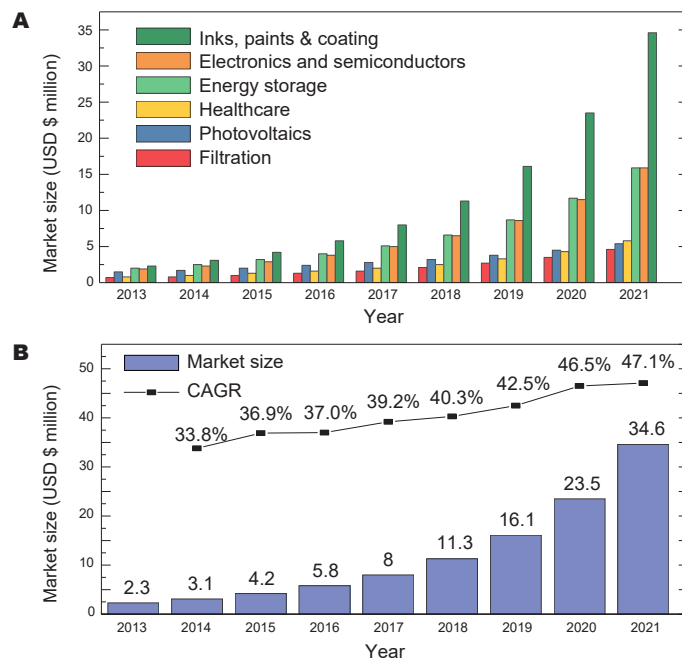 A
Market size (USD $ million)
35
30
25
20
15
10
5
0
Inks, paints & coating
Electronics and semiconductors
Energy storage
Healthcare
Photovoltaics
Filtration
2013 2014 2015 2016 2017 2018 2019 2020 2021
Year
B
Market size (USD $ million)
50
40
30
20
10
0
Market size
CAGR
33.8% 36.9% 37.0% 39.2% 40.3% 42.5% 46.5% 47.1%
2.3 3.1 4.2 5.8 8 11.3 16.1 23.5 34.6
2013 2014 2015 2016 2017 2018 2019 2020 2021
Year